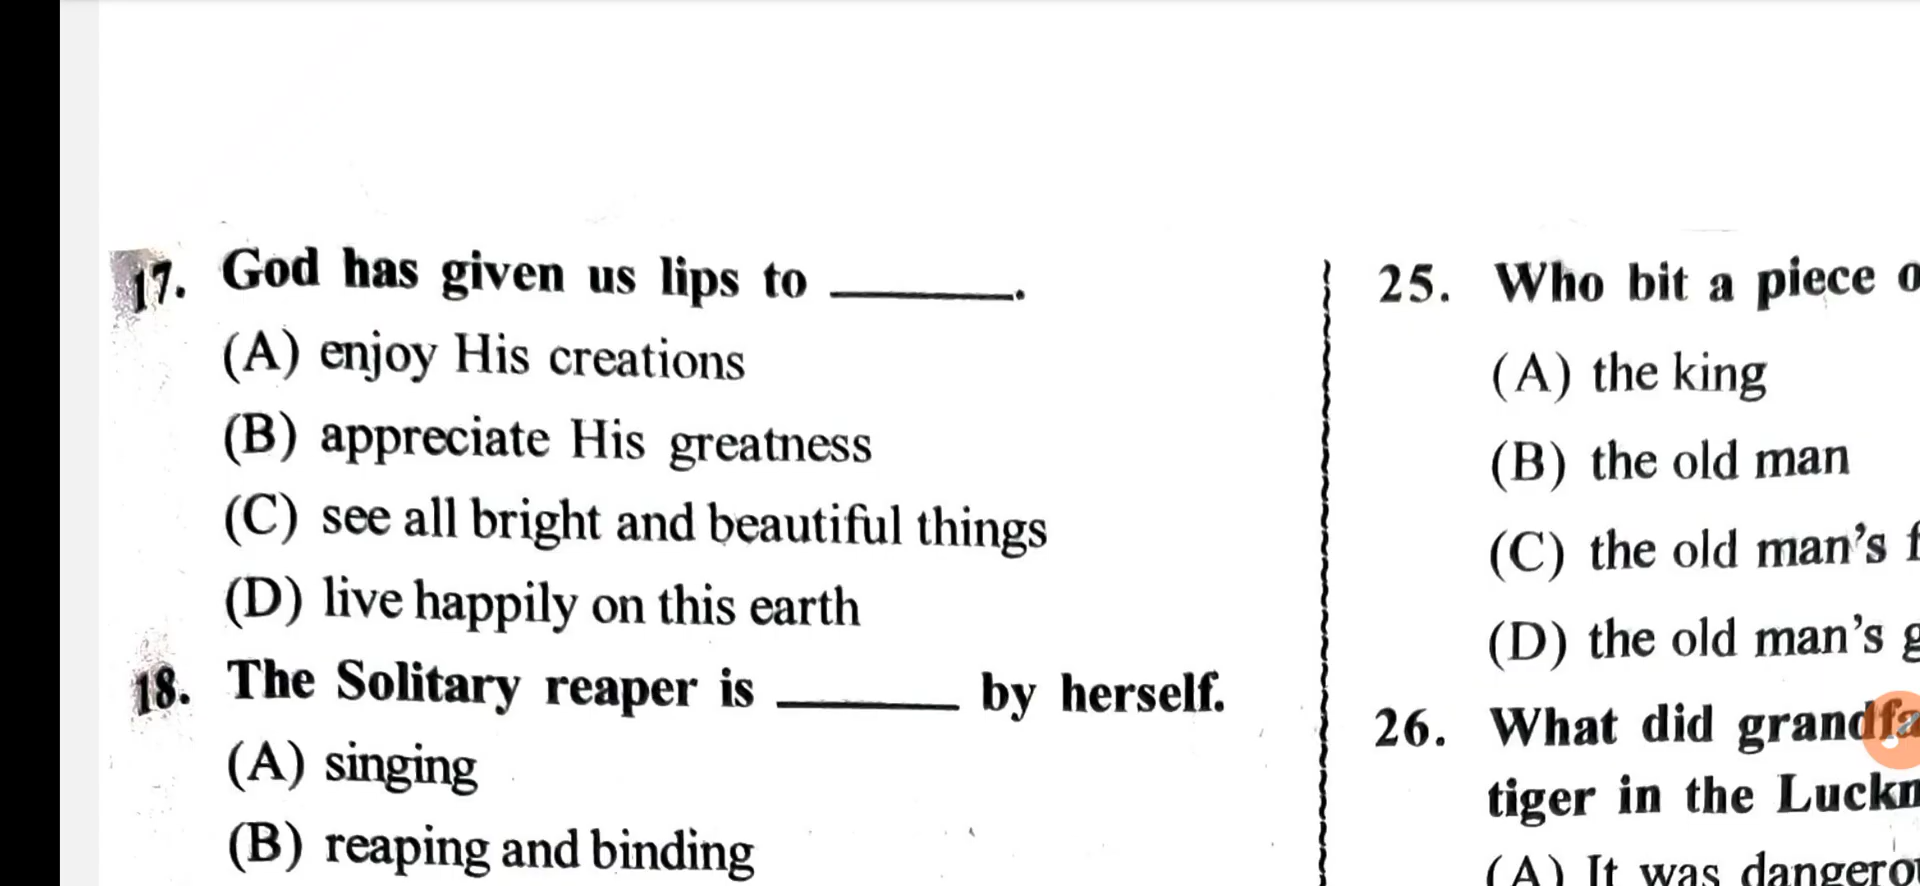 17. God has given us lips to ______.
(A) enjoy His creations
(B) appreciate His greatness
(C) see all bright and beautiful things
(D) live happily on this earth
18. The Solitary reaper is ______ by herself.
(A) singing
(B) reaping and binding
25. Who bit a piece
(A) the king
(B) the old man
(C) the old man's
(D) the old man's
26. What did
tiger in the
(A) It was